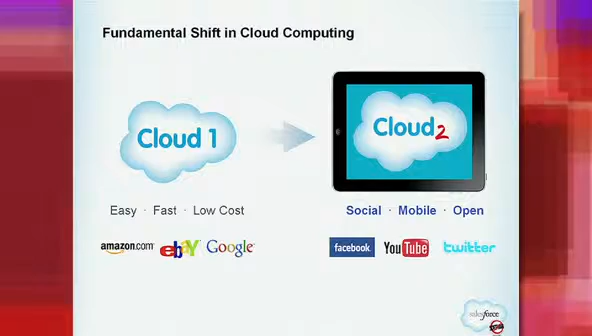 Fundamental Shift in Cloud Computing
Cloud 1
Cloud2
Easy · Fast · Low Cost
Social · Mobile · Open
amazon.com ebaY Google
facebook YouTube twitter
salesforce